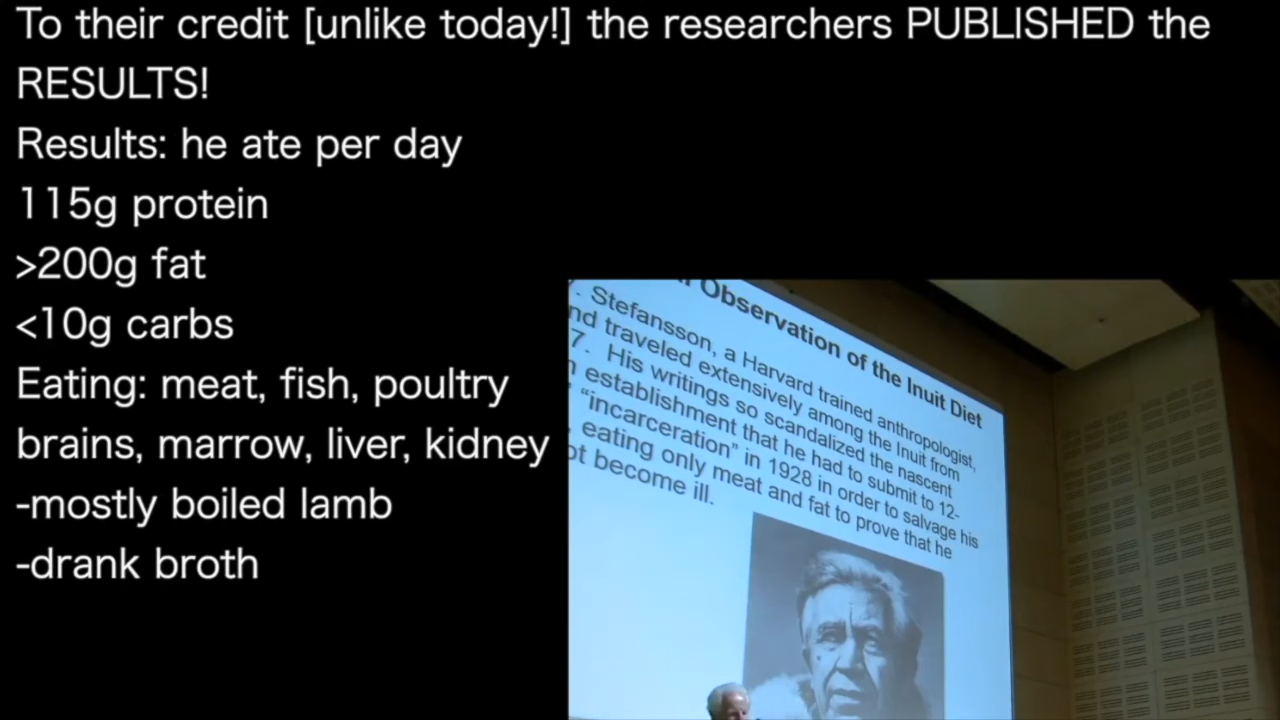 To their credit [unlike today!] the researchers PUBLISHED the
RESULTS!
Results: he ate per day
115g protein
>200g fat
<10g carbs
Eating: meat, fish, poultry
brains, marrow, liver, kidney
-mostly boiled lamb
-drank broth
Observation of the Inuit Diet
. Stefansson, a Harvard trained anthropologist,
nd traveled extensively among the Inuit from
7. His writings so scandalized the nascent
establishment that he had to submit to 12-
"incarceration" in 1928 in order to salvage his
eating only meat and fat to prove that he
ot become ill.